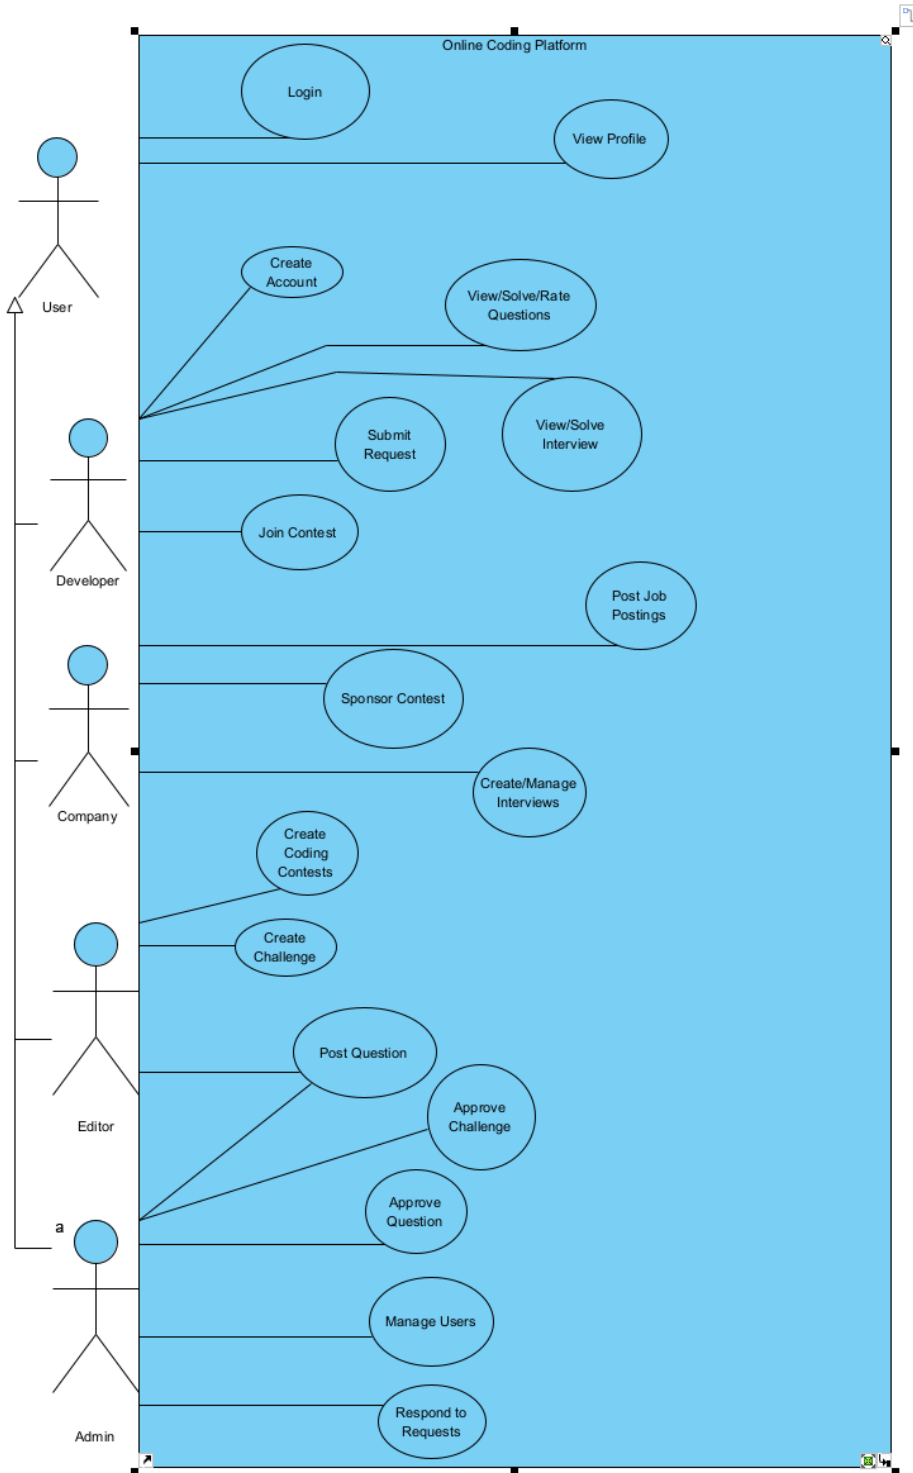 Online Coding Platform
Login
View Profile
User
Create
Account
View/Solve/Rate
Questions
View/Solve
Interview
Submit
Request
Join Contest
Developer
Post Job
Postings
Sponsor Contest
Create/Manage
Interviews
Company
Create
Coding
Contests
Create
Challenge
Post Question
Approve
Challenge
Editor
Approve
Question
a
Manage Users
Respond to
Requests
Admin